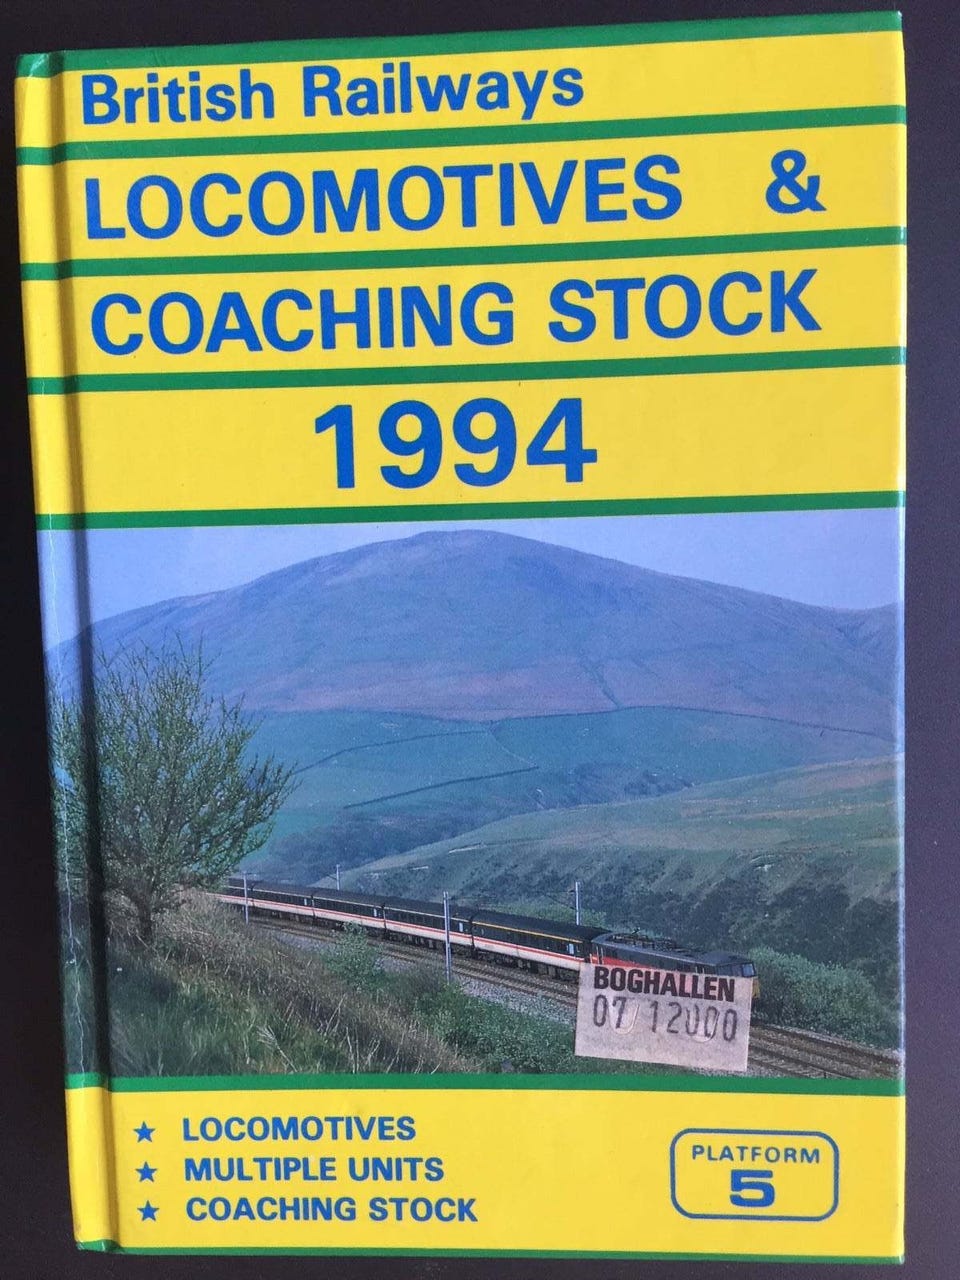 British Railways
LOCOMOTIVES &
COACHING STOCK
1994
BOGHALLEN
07 12000
★ LOCOMOTIVES
★ MULTIPLE UNITS
★ COACHING STOCK
PLATFORM
5